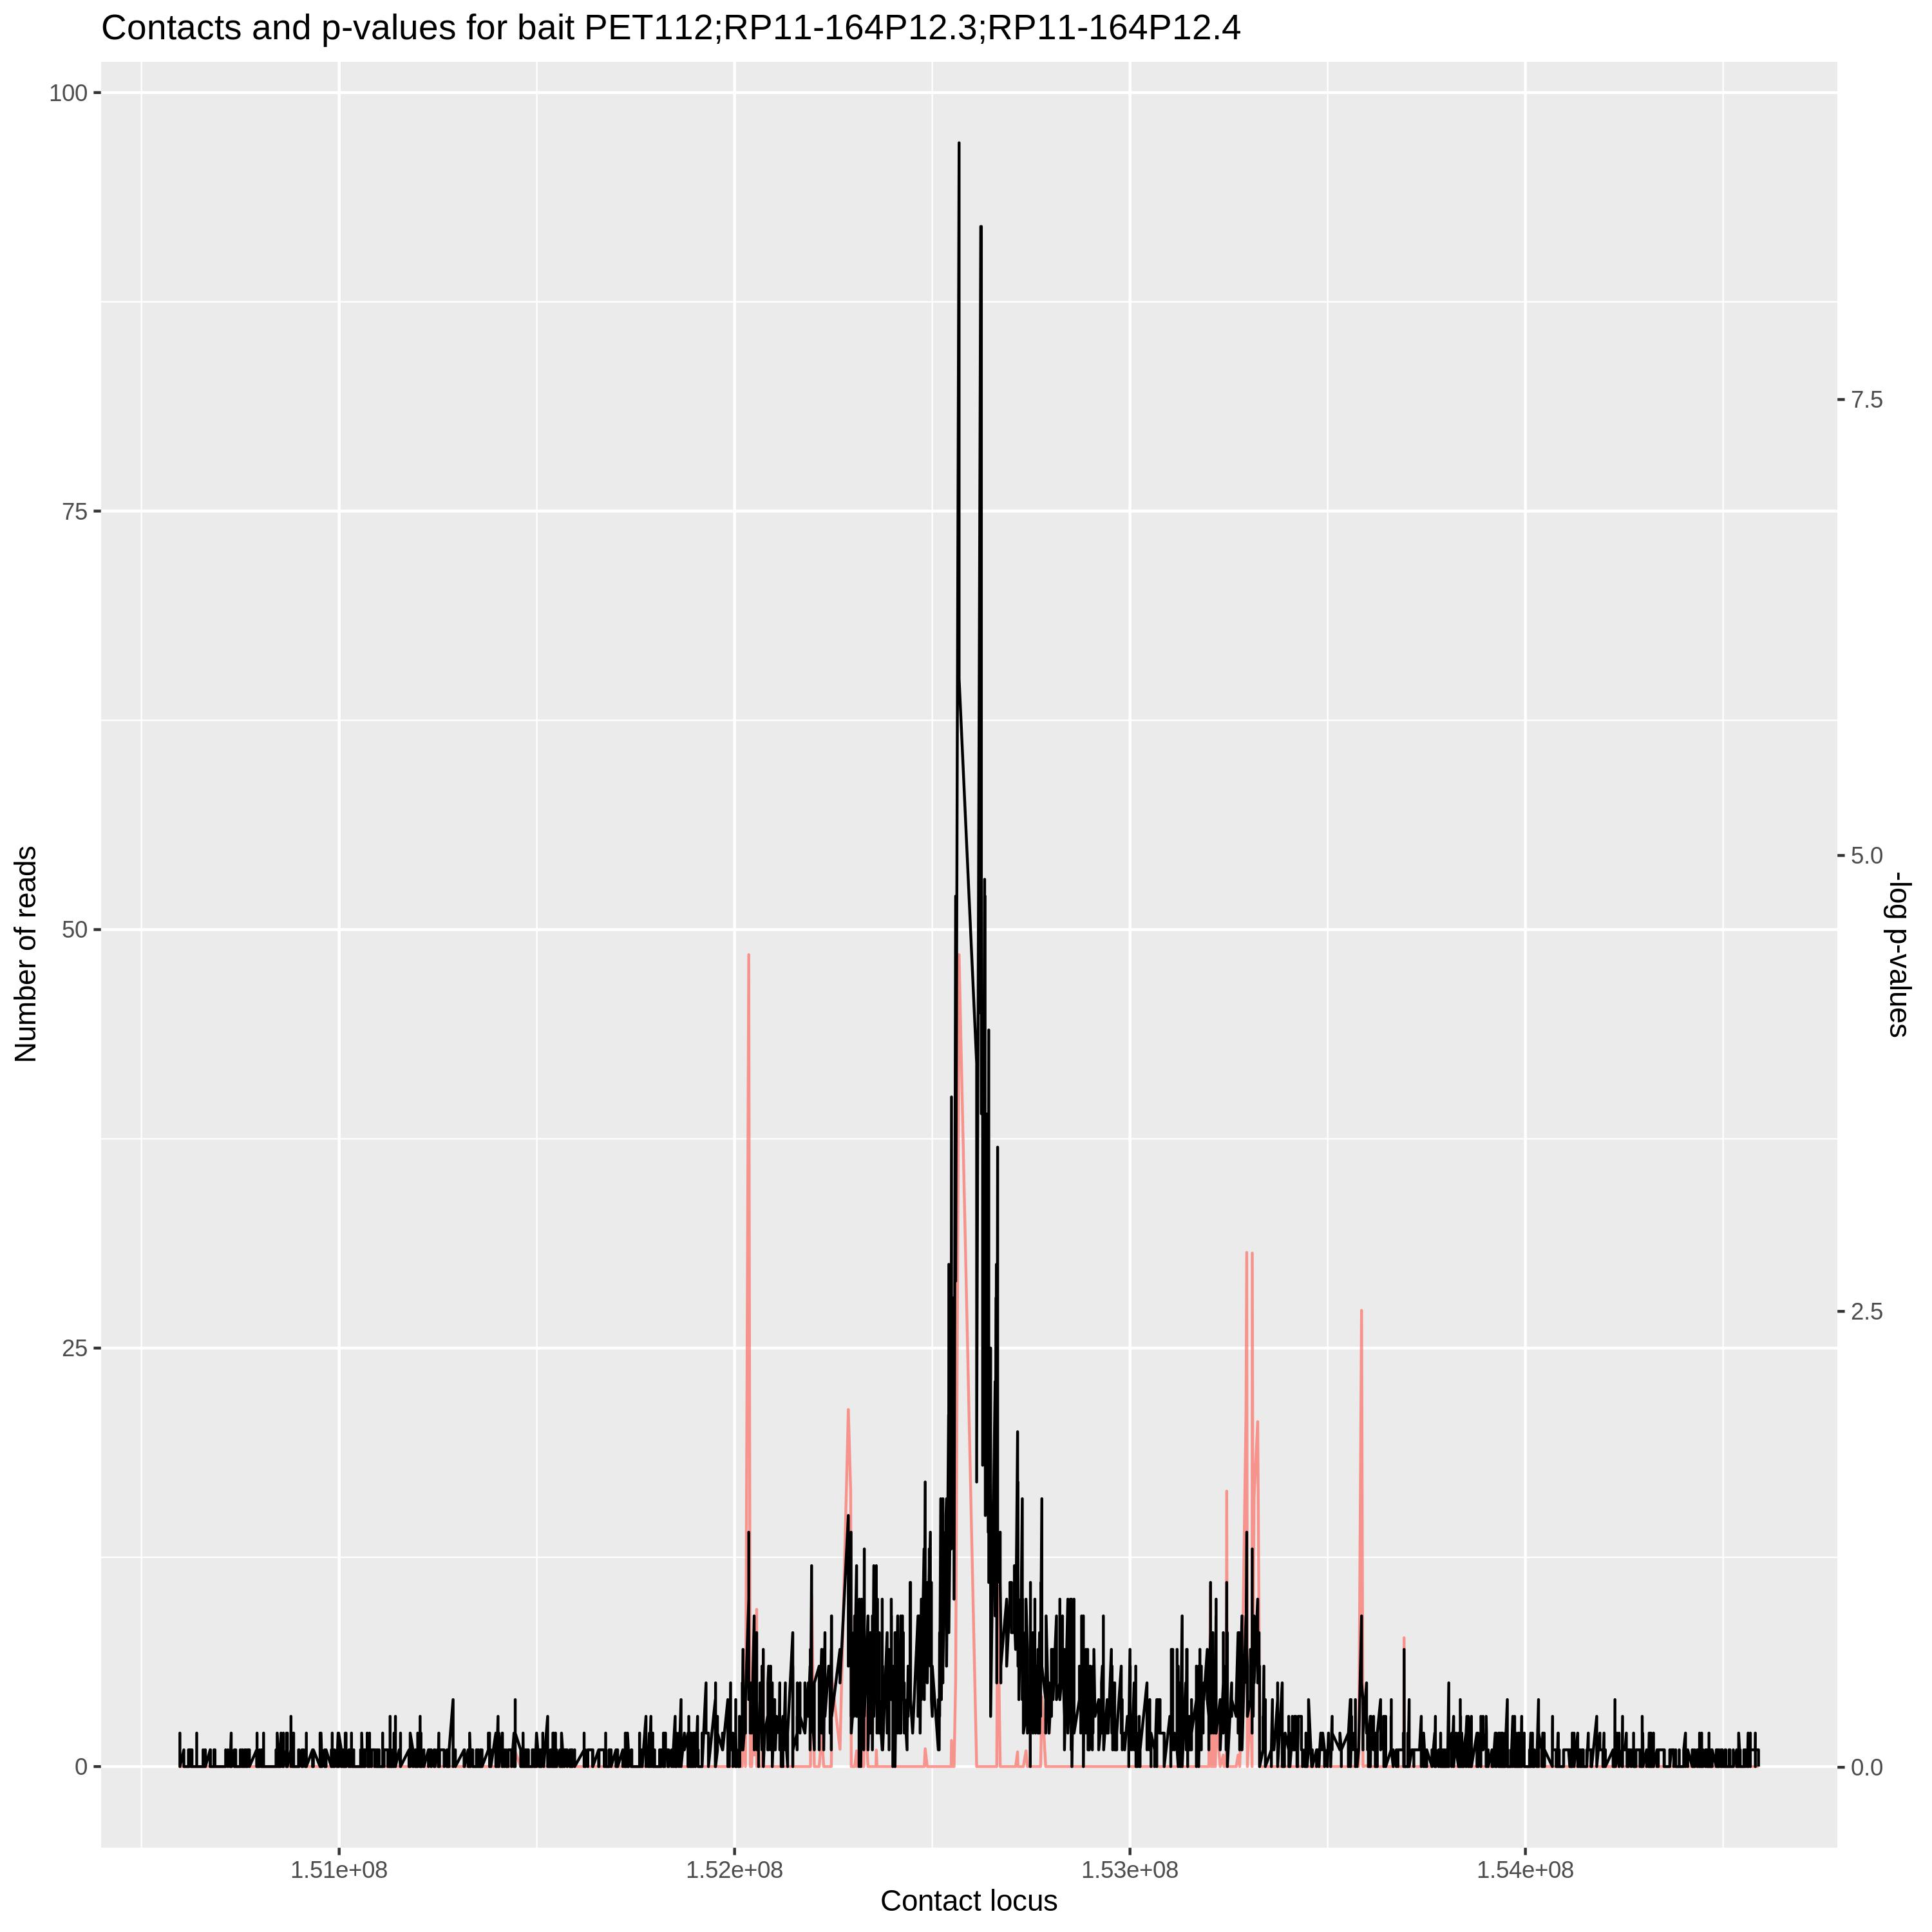 Contacts and p-values for bait PET112;RP11-164P12.3;RP11-164P12.4
100
75
50
25
0
Number of reads
7.5
5.0
2.5
0.0
-log p-values
1.51e+08
1.52e+08
1.53e+08
1.54e+08
Contact locus